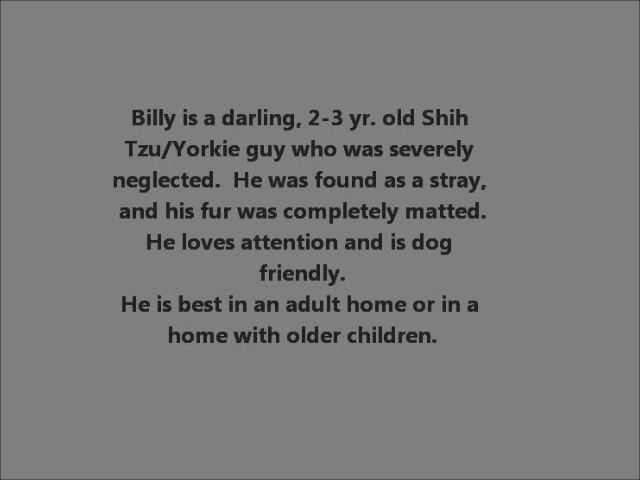 Billy is a darling, 2-3 yr. old Shih
Tzu/Yorkie guy who was severely
neglected.  He was found as a stray,
and his fur was completely matted.
He loves attention and is dog
friendly.
He is best in an adult home or in a
home with older children.